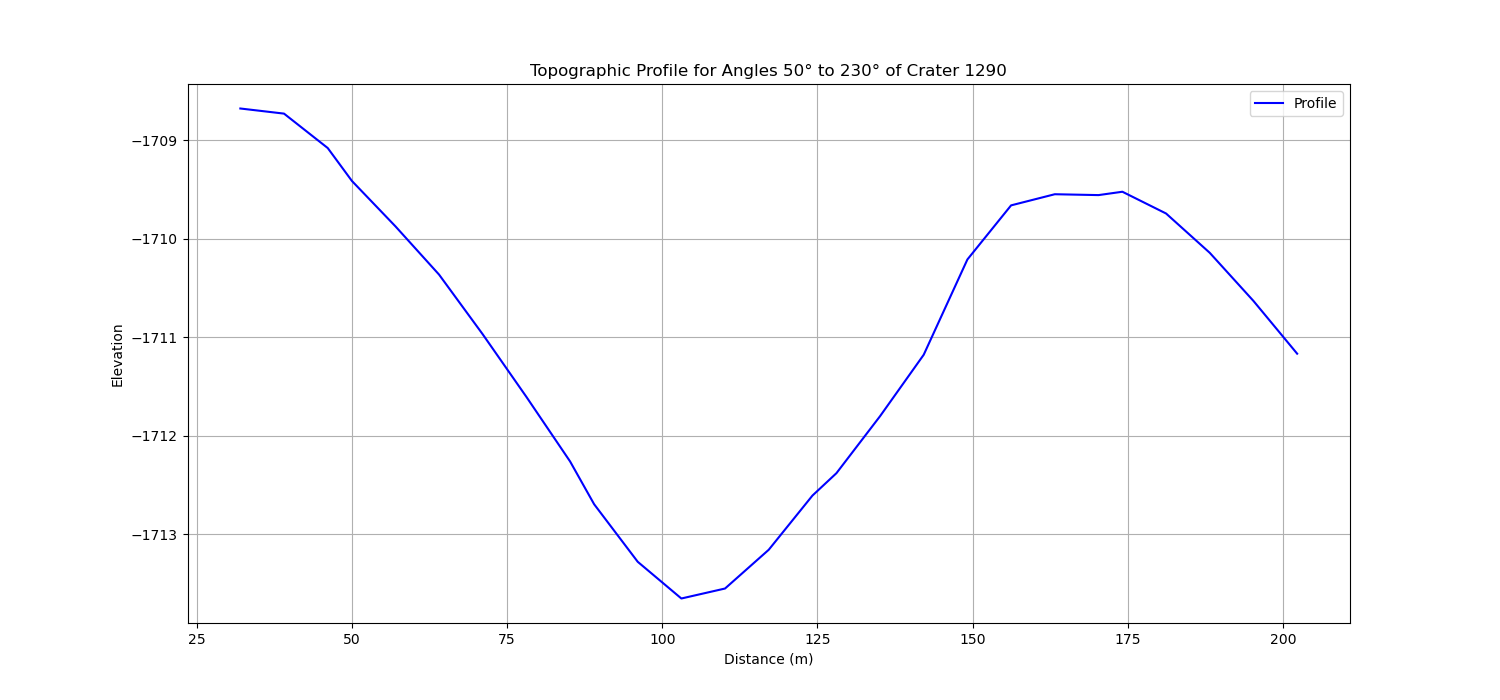 Topographic Profile for Angles 50° to 230° of Crater 1290
Profile
−1709
−1710
−1711
−1712
−1713
Elevation
25 50 75 100 125 150 175 200
Distance (m)